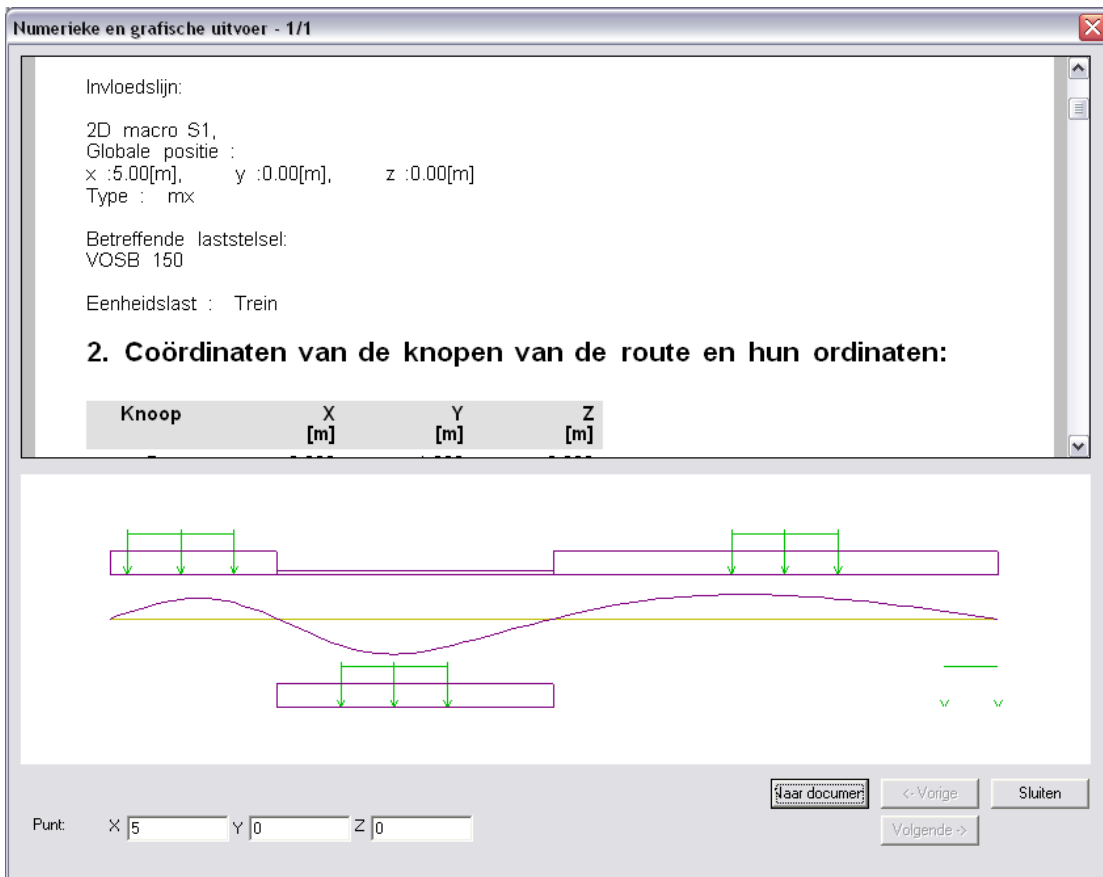 Numerieke en grafische uitvoer - 1/1
Invloedslijn:
2D macro S1,
Globale positie :
x :5.00[m], y :0.00[m], z :0.00[m]
Type : mx
Betreffende laststelsel:
VOSB 150
Eenheidslast : Trein
2. Coördinaten van de knopen van de route en hun ordinaten:
Knoop X Y Z
[m] [m] [m]
Naar documen <- Vorige Sluiten
Punt: X 5 Y 0 Z 0 Volgende ->